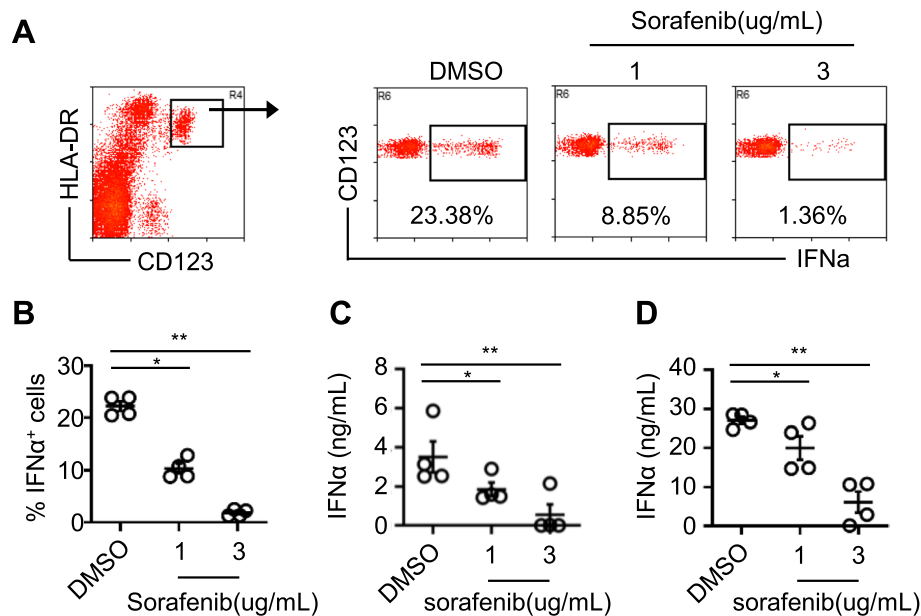 A
Sorafenib(ug/mL)
DMSO 1 3
HLA-DR
R4
CD123
CD123
R6
23.38%
R6
8.85%
R6
1.36%
IFNa
B
% IFNα⁺ cells
30
20
10
0
**
*
DMSO 1 3
Sorafenib(ug/mL)
C
IFNα (ng/mL)
8
6
4
2
0
**
*
DMSO 1 3
sorafenib(ug/mL)
D
IFNα (ng/mL)
40
30
20
10
0
**
*
DMSO 1 3
sorafenib(ug/mL)